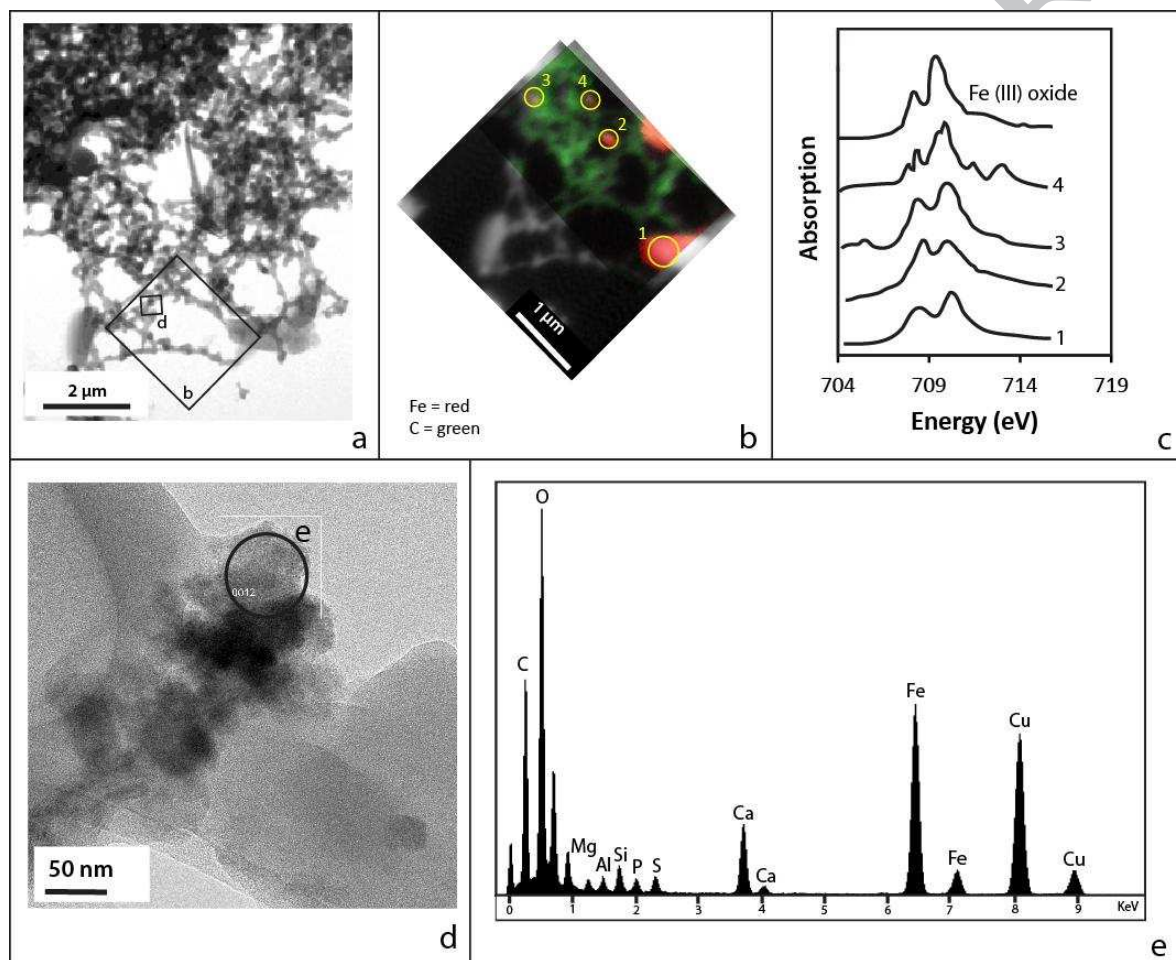 d
b
2 μm
a
3
4
2
1
1 μm
Fe = red
C = green
b
Fe (III) oxide
4
3
2
1
Absorption
704
709
714
719
Energy (eV)
c
e
0012
50 nm
d
O
C
Fe
Cu
Ca
Mg
Al
Si
P
S
Ca
Fe
Cu
0
1
2
3
4
5
6
7
8
9
KeV
e